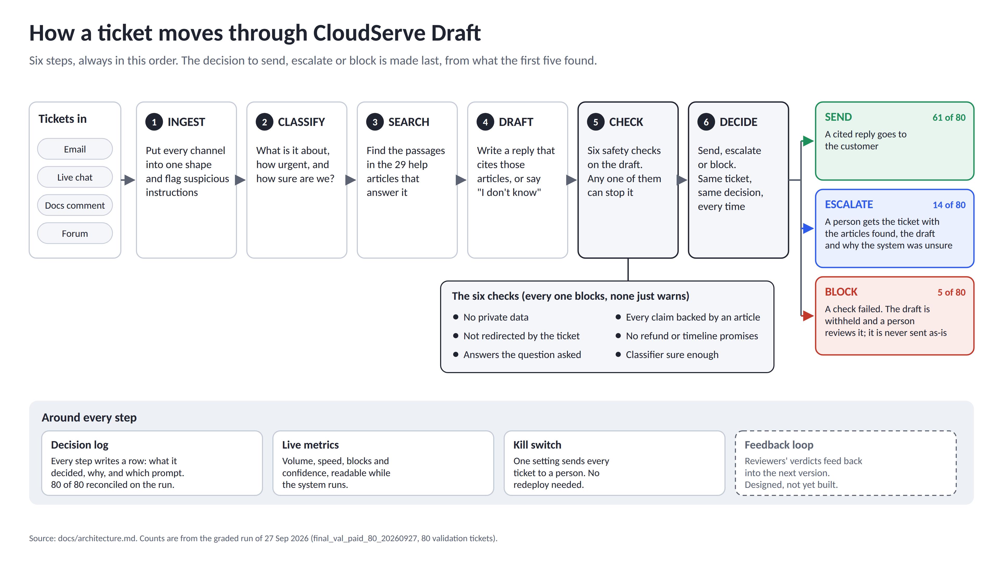 How a ticket moves through CloudServe Draft
Six steps, always in this order. The decision to send, escalate or block is made last, from what the first five found.
Tickets in
Email
Live chat
Docs comment
Forum
1 INGEST
Put every channel
into one shape
and flag suspicious
instructions
2 CLASSIFY
What is it about,
how urgent, and
how sure are we?
3 SEARCH
Find the passages
in the 29 help
articles that
answer it
4 DRAFT
Write a reply that
cites those
articles, or say
"I don't know"
5 CHECK
Six safety checks
on the draft.
Any one of them
can stop it
6 DECIDE
Send, escalate
or block.
Same ticket,
same decision,
every time
SEND 61 of 80
A cited reply goes to
the customer
ESCALATE 14 of 80
A person gets the ticket with
the articles found, the draft
and why the system was unsure
BLOCK 5 of 80
A check failed. The draft is
withheld and a person
reviews it; it is never sent as-is
The six checks (every one blocks, none just warns)
No private data
Not redirected by the ticket
Answers the question asked
Every claim backed by an article
No refund or timeline promises
Classifier sure enough
Around every step
Decision log
Every step writes a row: what it
decided, why, and which prompt.
80 of 80 reconciled on the run.
Live metrics
Volume, speed, blocks and
confidence, readable while
the system runs.
Kill switch
One setting sends every
ticket to a person. No
redeploy needed.
Feedback loop
Reviewers' verdicts feed back
into the next version.
Designed, not yet built.
Source: docs/architecture.md. Counts are from the graded run of 27 Sep 2026 (final_val_paid_80_20260927, 80 validation tickets).